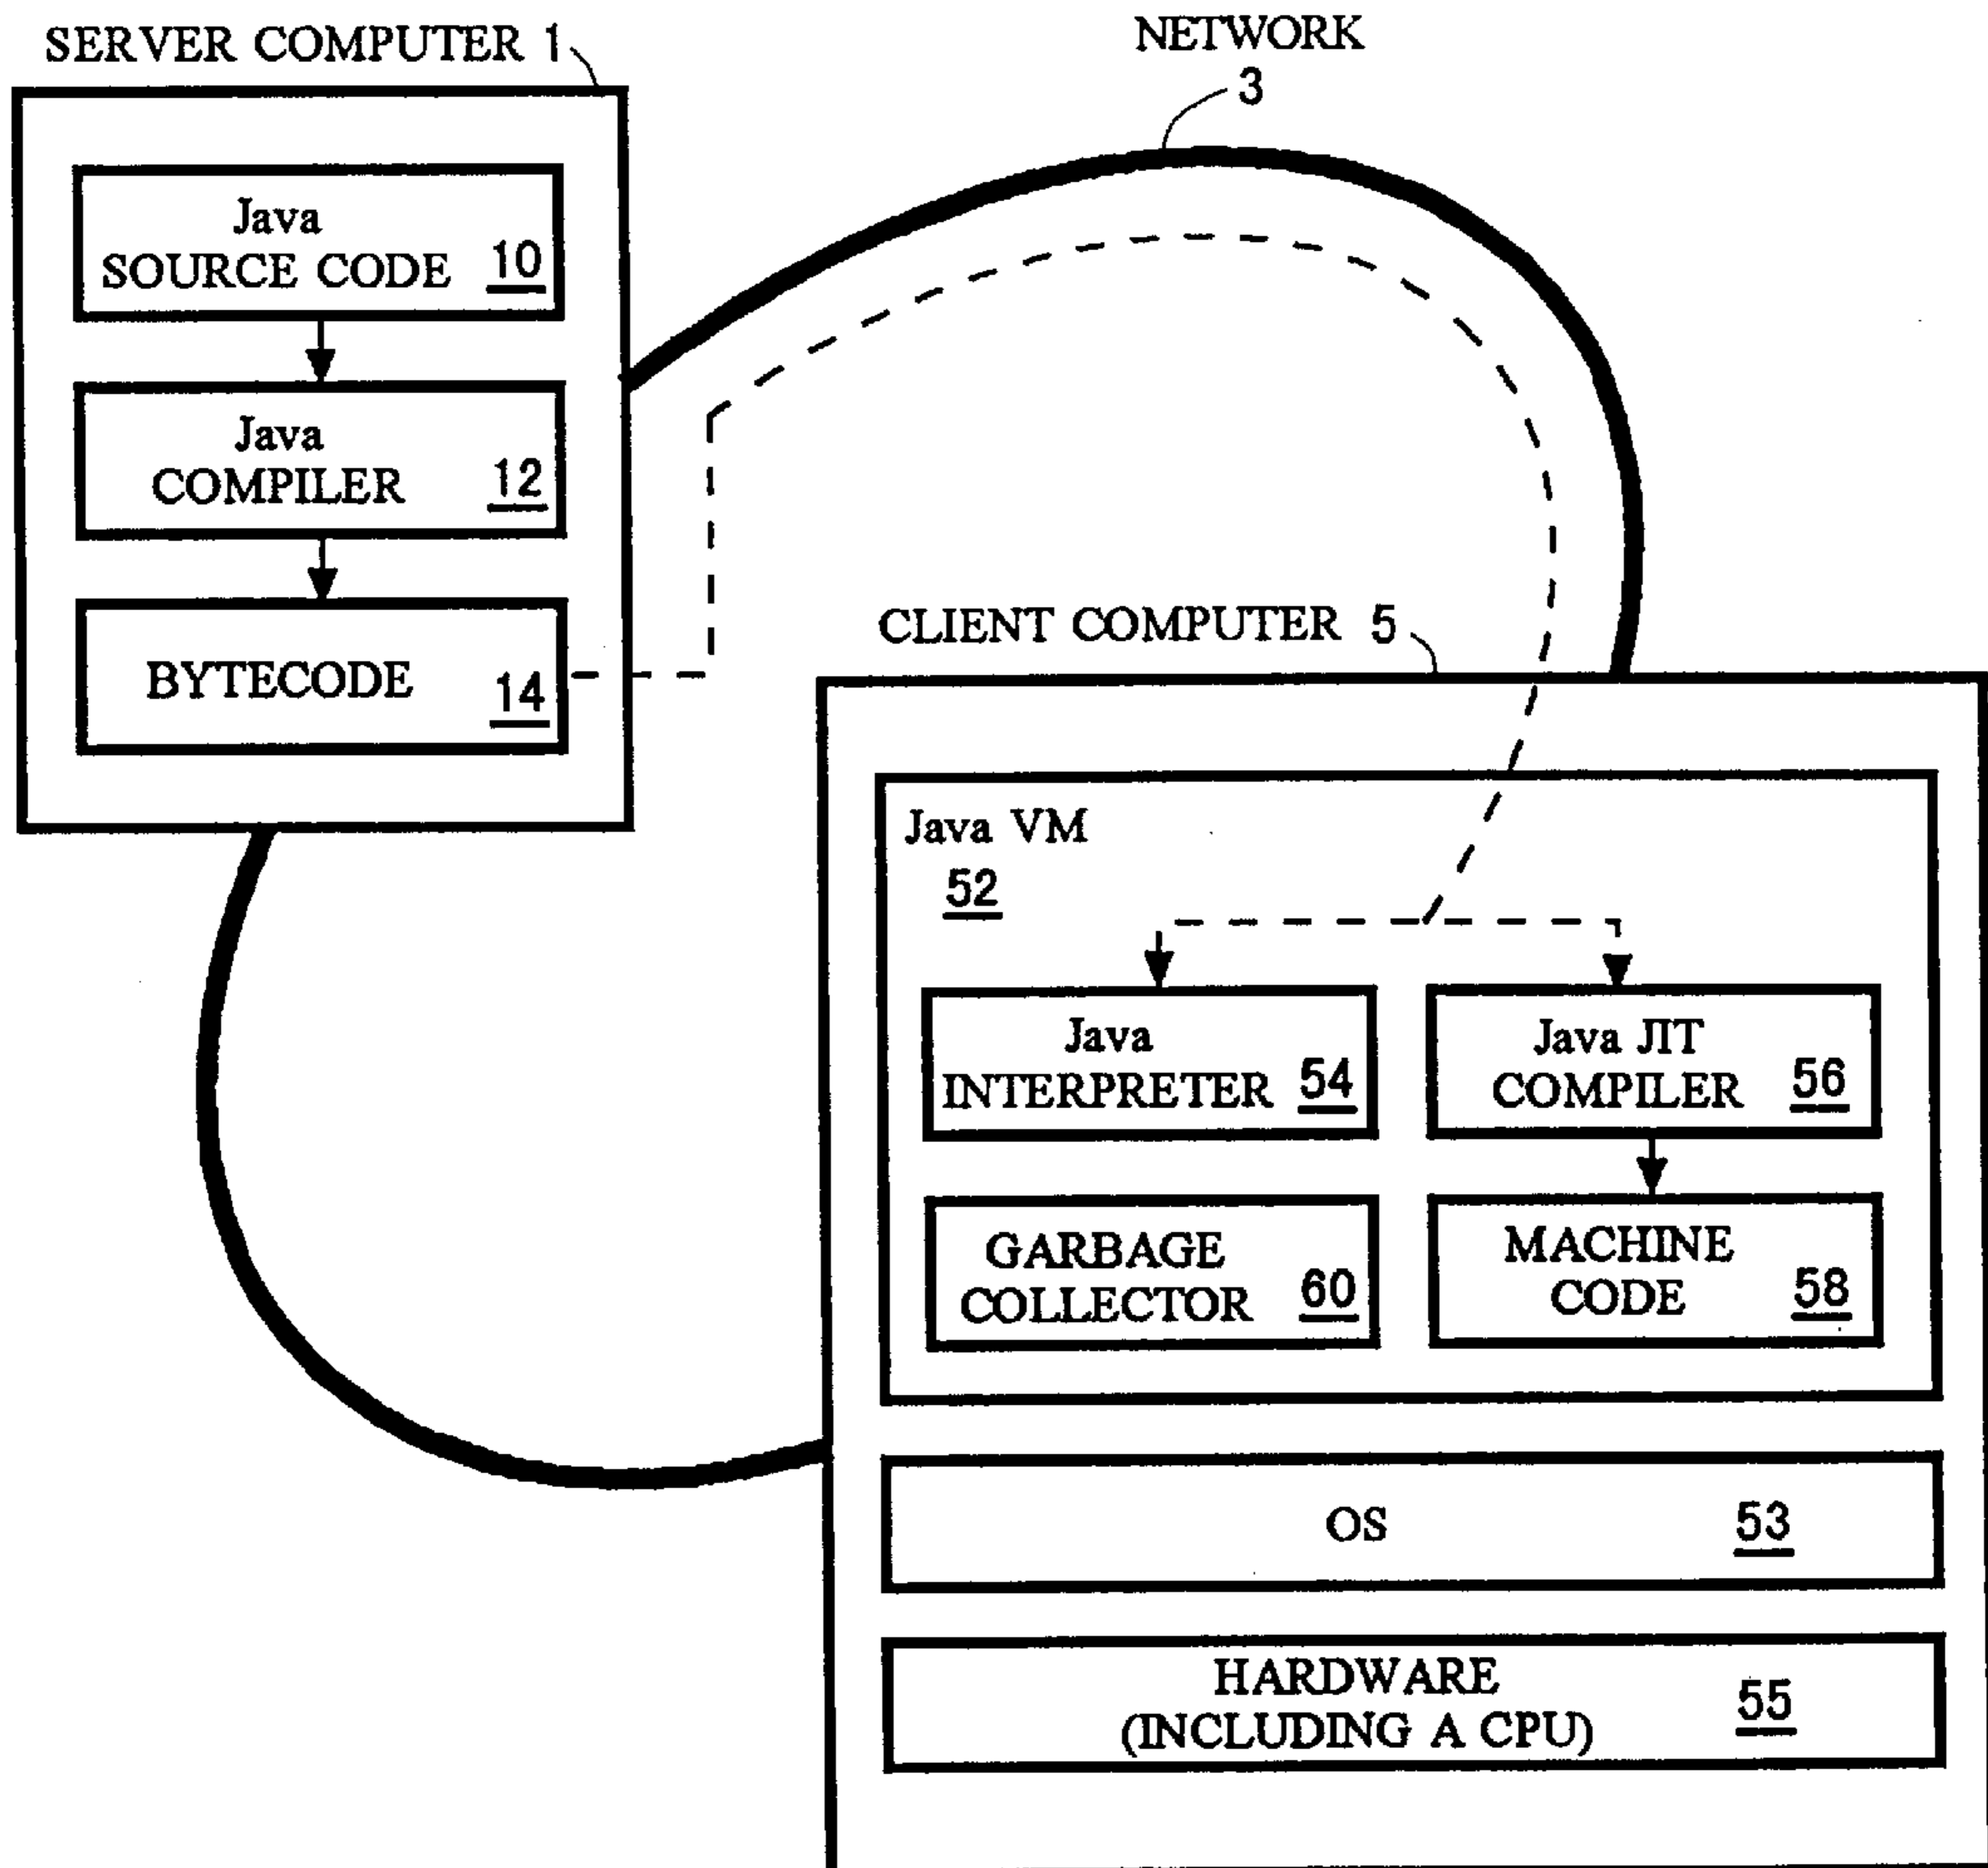 SERVER COMPUTER 1
NETWORK
3
Java
SOURCE CODE 10
Java
COMPILER 12
BYTECODE 14
CLIENT COMPUTER 5
Java VM
52
Java
INTERPRETER 54
Java JIT
COMPILER 56
GARBAGE
COLLECTOR 60
MACHINE
CODE 58
OS 53
HARDWARE
(INCLUDING A CPU) 55